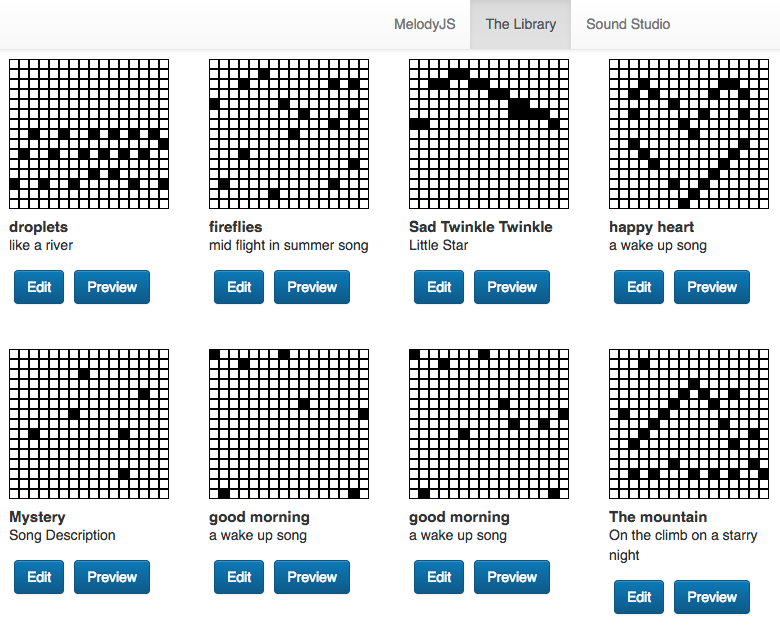 MelodyJS The Library Sound Studio
droplets
like a river
Edit Preview
fireflies
mid flight in summer song
Edit Preview
Sad Twinkle Twinkle
Little Star
Edit Preview
happy heart
a wake up song
Edit Preview
Mystery
Song Description
Edit Preview
good morning
a wake up song
Edit Preview
good morning
a wake up song
Edit Preview
The mountain
On the climb on a starry
night
Edit Preview